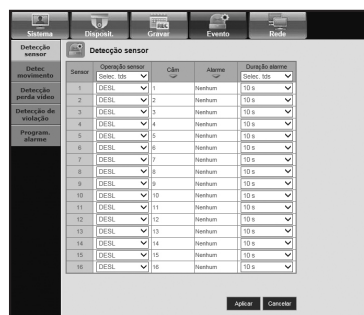 Sistema Disposit. Gravar Evento Rede
Detecção sensor
Detec movimento
Detecção perda vídeo
Detecção de violação
Program. alarme
Detecção sensor
Sensor Operação sensor Câm Alarme Duração alarme
Selec. tds Selec. tds
1 DESL 1 Nenhum 10 s
2 DESL 2 Nenhum 10 s
3 DESL 3 Nenhum 10 s
4 DESL 4 Nenhum 10 s
5 DESL 5 Nenhum 10 s
6 DESL 6 Nenhum 10 s
7 DESL 7 Nenhum 10 s
8 DESL 8 Nenhum 10 s
9 DESL 9 Nenhum 10 s
10 DESL 10 Nenhum 10 s
11 DESL 11 Nenhum 10 s
12 DESL 12 Nenhum 10 s
13 DESL 13 Nenhum 10 s
14 DESL 14 Nenhum 10 s
15 DESL 15 Nenhum 10 s
16 DESL 16 Nenhum 10 s
Aplicar Cancelar